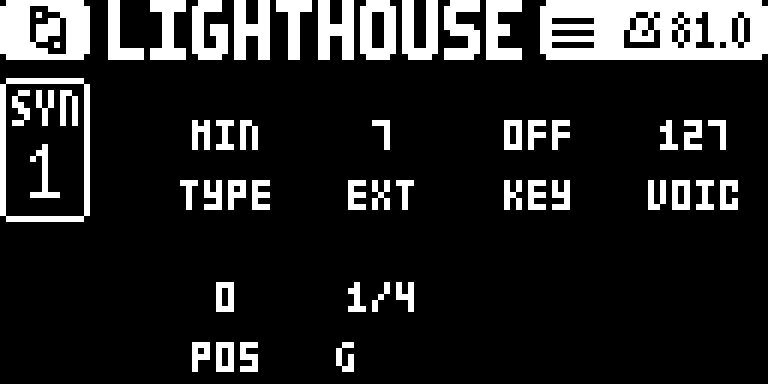 LIGHTHOUSE 81.0
SYN
1
MIN 7 OFF 127
TYPE EXT KEY VOIC
0 1/4
POS G